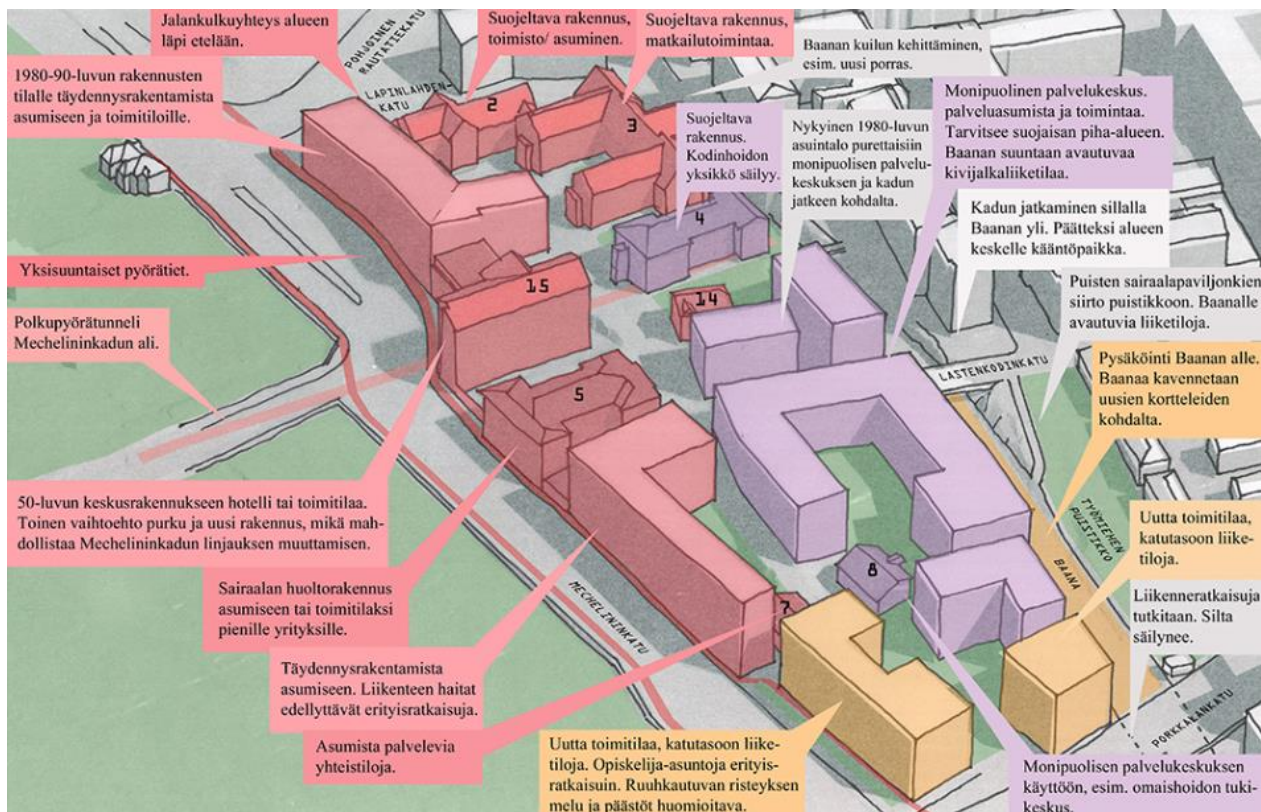 Jalankulkuyhteys alueen
läpi etelään.
Suojeltava rakennus,
toimisto/ asuminen.
Suojeltava rakennus,
matkailutoimintaa.
Baanan kuilun kehittäminen,
esim. uusi porras.
1980-90-luvun rakennusten
tilalle täydennysrakentamista
asumiseen ja toimitiloille.
POHJOINEN
RAUTATIEKATU
LAPINLAHDEN-
KATU
2
3
Suojeltava
rakennus.
Kodinhoidon
yksikkö säilyy.
Nykyinen 1980-luvun
asuintalo purettaisiin
monipuolisen palvelu-
keskuksen ja kadun
jatkeen kohdalta.
Monipuolinen palvelukeskus.
palveluasumista ja toimintaa.
Tarvitsee suojaisan piha-alueen.
Baanan suuntaan avautuvaa
kivijalkaliiketilaa.
Kadun jatkaminen sillalla
Baanan yli. Päätteksi alueen
keskelle kääntöpaikka.
4
Yksisuuntaiset pyörätiet.
15
14
Puisten sairaalapaviljonkien
siirto puistikkoon. Baanalle
avautuvia liiketiloja.
Polkupyörätunneli
Mechelininkadun ali.
LASTENKODINKATU
Pysäköinti Baanan alle.
Baanaa kavennetaan
uusien kortteleiden
kohdalta.
5
50-luvun keskusrakennukseen hotelli tai toimitilaa.
Toinen vaihtoehto purku ja uusi rakennus, mikä mah-
dollistaa Mechelininkadun linjauksen muuttamisen.
TYÖMIEHEN
PUISTIKKO
BAANA
Uutta toimitilaa,
katutasoon liike-
tiloja.
Sairaalan huoltorakennus
asumiseen tai toimitilaksi
pienille yrityksille.
MECHELININKATU
8
7
Liikenneratkaisuja
tutkitaan. Silta
säilynee.
Täydennysrakentamista
asumiseen. Liikenteen haitat
edellyttävät erityisratkaisuja.
PORKKALANKATU
Asumista palvelevia
yhteistiloja.
Uutta toimitilaa, katutasoon liike-
tiloja. Opiskelija-asuntoja erityis-
ratkaisuin. Ruuhkautuvan risteyksen
melu ja päästöt huomioitava.
Monipuolisen palvelukeskuksen
käyttöön, esim. omaishoidon tuki-
keskus.